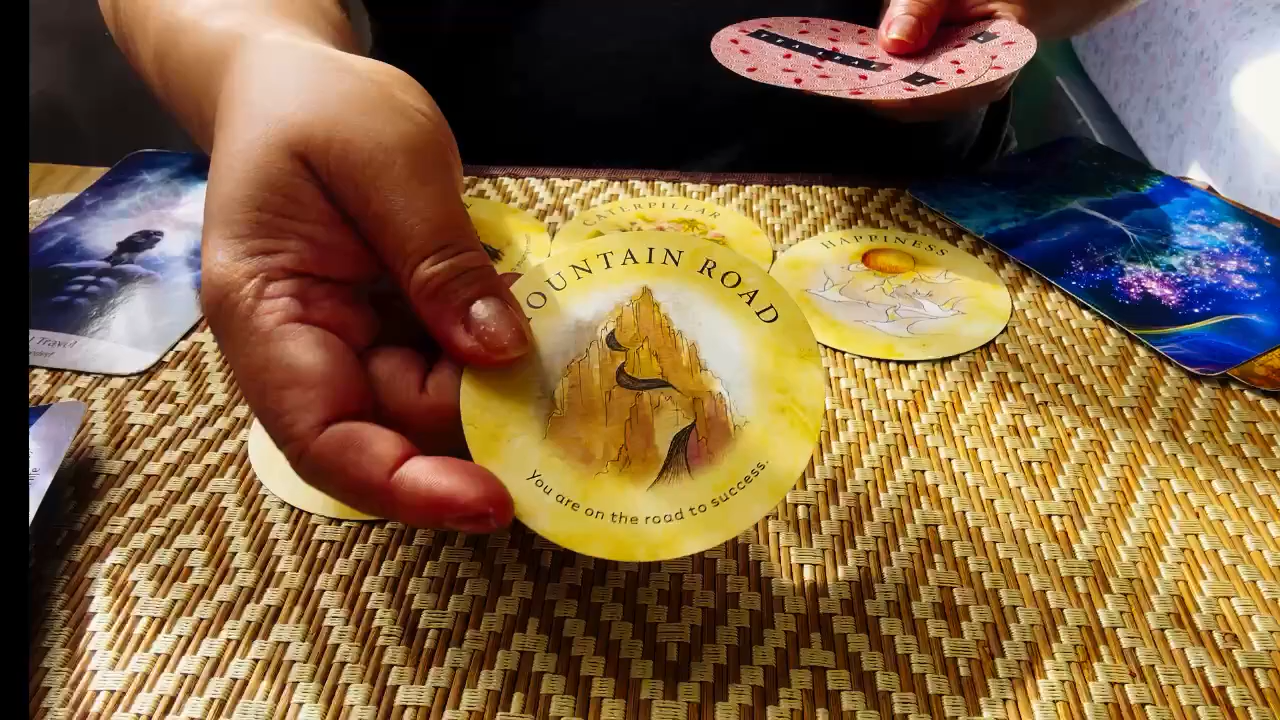 CATERPILLAR
HAPPINESS
OUNTAIN ROAD
You are on the road to success.
Travel